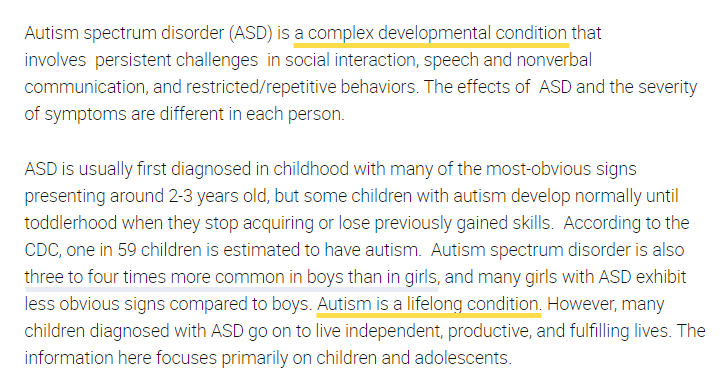 Autism spectrum disorder (ASD) is a complex developmental condition that
involves persistent challenges in social interaction, speech and nonverbal
communication, and restricted/repetitive behaviors. The effects of ASD and the severity
of symptoms are different in each person.
ASD is usually first diagnosed in childhood with many of the most-obvious signs
presenting around 2-3 years old, but some children with autism develop normally until
toddlerhood when they stop acquiring or lose previously gained skills. According to the
CDC, one in 59 children is estimated to have autism. Autism spectrum disorder is also
three to four times more common in boys than in girls, and many girls with ASD exhibit
less obvious signs compared to boys. Autism is a lifelong condition. However, many
children diagnosed with ASD go on to live independent, productive, and fulfilling lives. The
information here focuses primarily on children and adolescents.